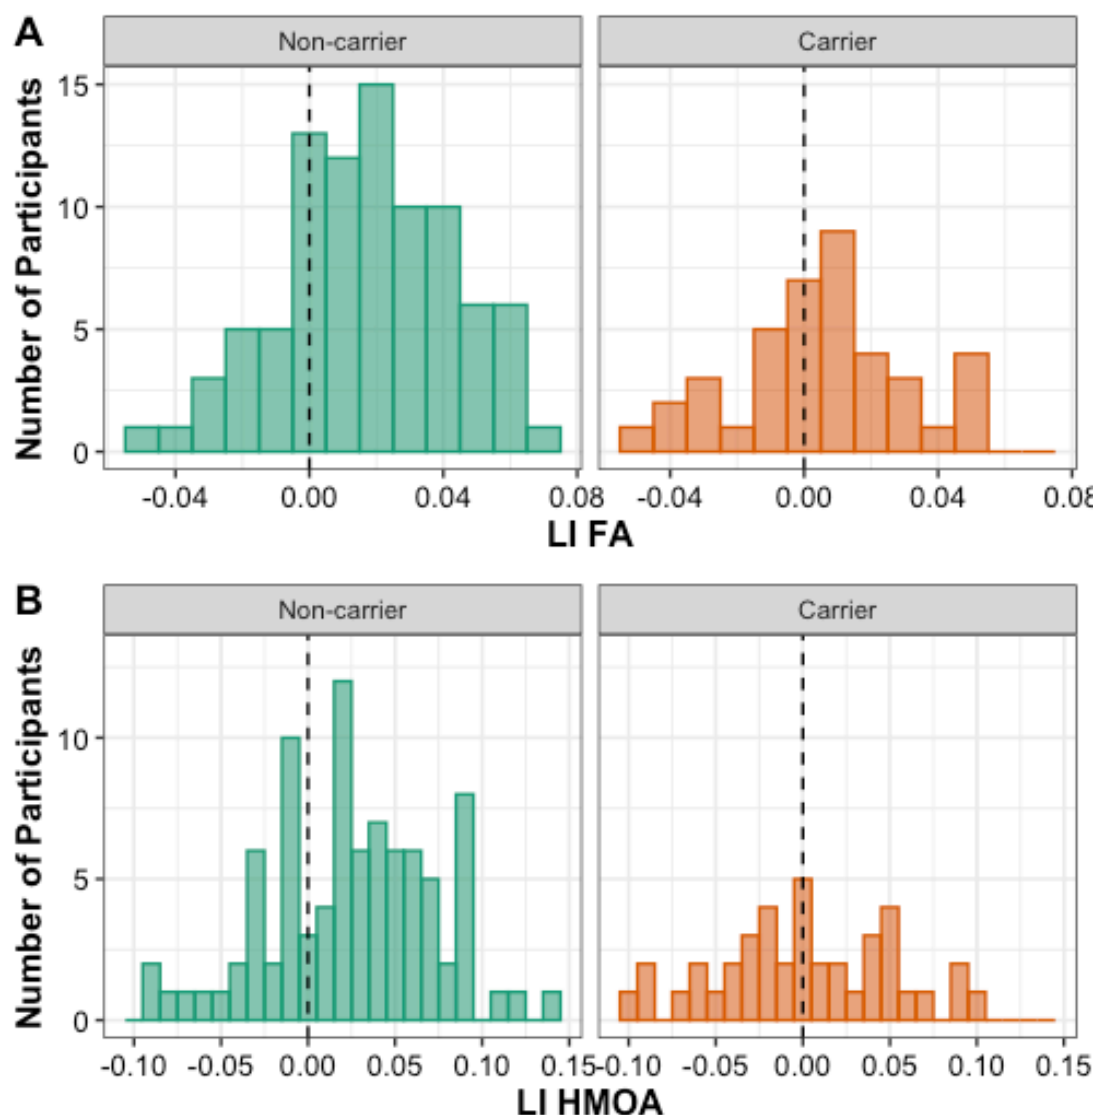 A
Non-carrier Carrier
Number of Participants
15
10
5
0
-0.04 0.00 0.04 0.08 -0.04 0.00 0.04 0.08
LI FA
B
Non-carrier Carrier
Number of Participants
10
5
0
-0.10 -0.05 0.00 0.05 0.10 0.15 -0.10 -0.05 0.00 0.05 0.10 0.15
LI HMOA